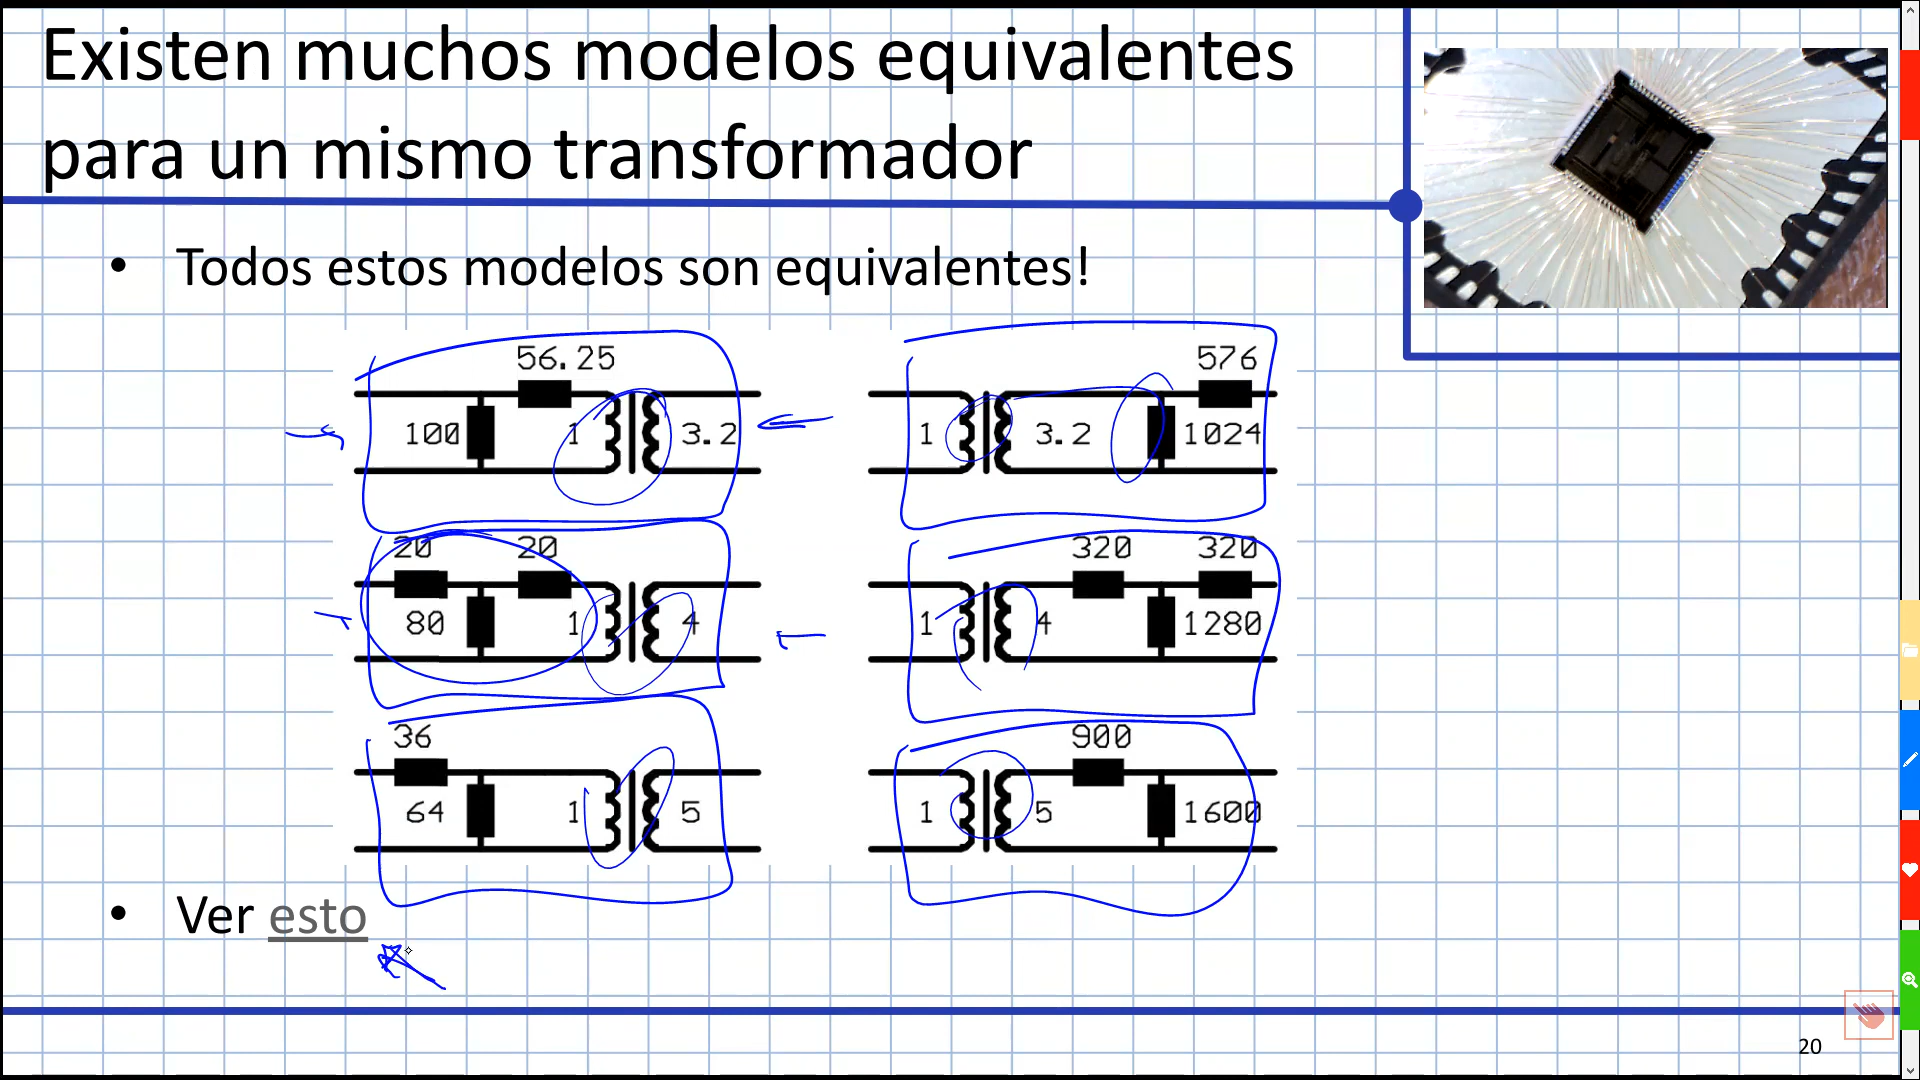 Existen muchos modelos equivalentes
para un mismo transformador
• Todos estos modelos son equivalentes!
56.25
100 1 3.2
576
1 3.2 1024
20 20
80 1 4
320 320
1 4 1280
36
64 1 5
900
1 5 1600
• Ver esto
20